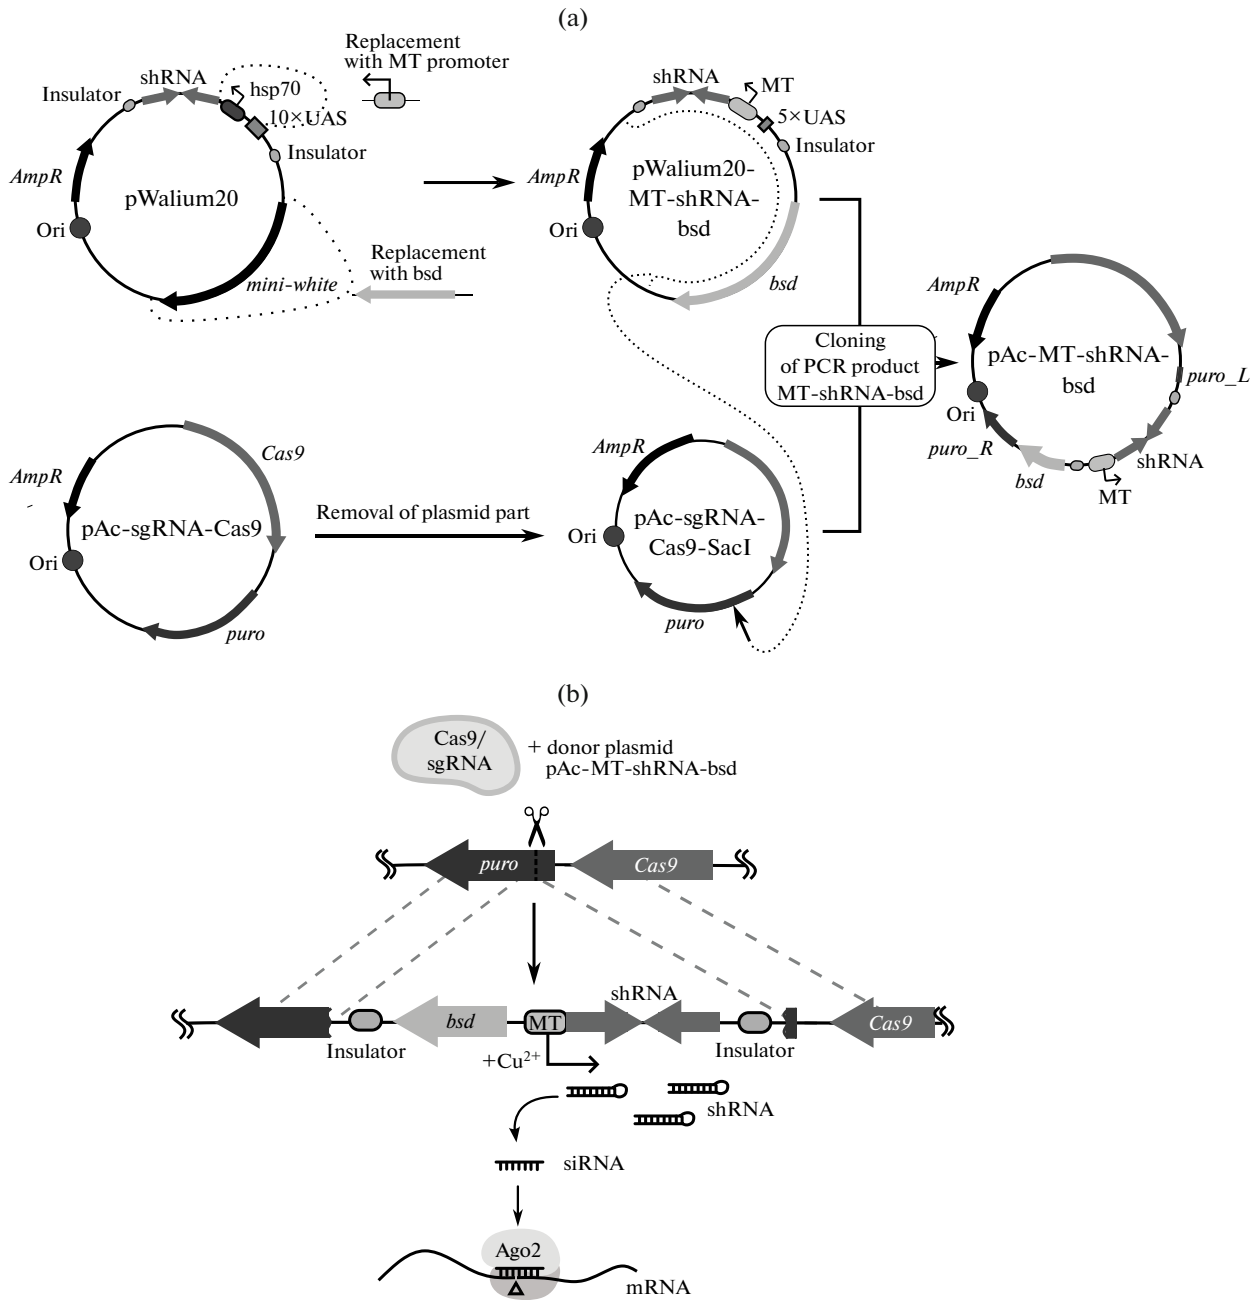 (a)
Replacement
with MT promoter
shRNA
hsp70
Insulator
10×UAS
Insulator
AmpR
pWalium20
Ori
Replacement
with bsd
mini-white
shRNA
MT
5×UAS
Insulator
AmpR
pWalium20-
MT-shRNA-
bsd
Ori
bsd
Cloning
of PCR product
MT-shRNA-bsd
AmpR
pAc-MT-shRNA-
bsd
puro_L
Ori
puro_R
shRNA
bsd
MT
Cas9
AmpR
pAc-sgRNA-Cas9
Ori
puro
Removal of plasmid part
AmpR
pAc-sgRNA-
Cas9-SacI
Ori
puro
(b)
Cas9/
sgRNA
+ donor plasmid
pAc-MT-shRNA-bsd
puro
Cas9
shRNA
bsd
MT
Cas9
Insulator
Insulator
+Cu²⁺
shRNA
siRNA
Ago2
mRNA